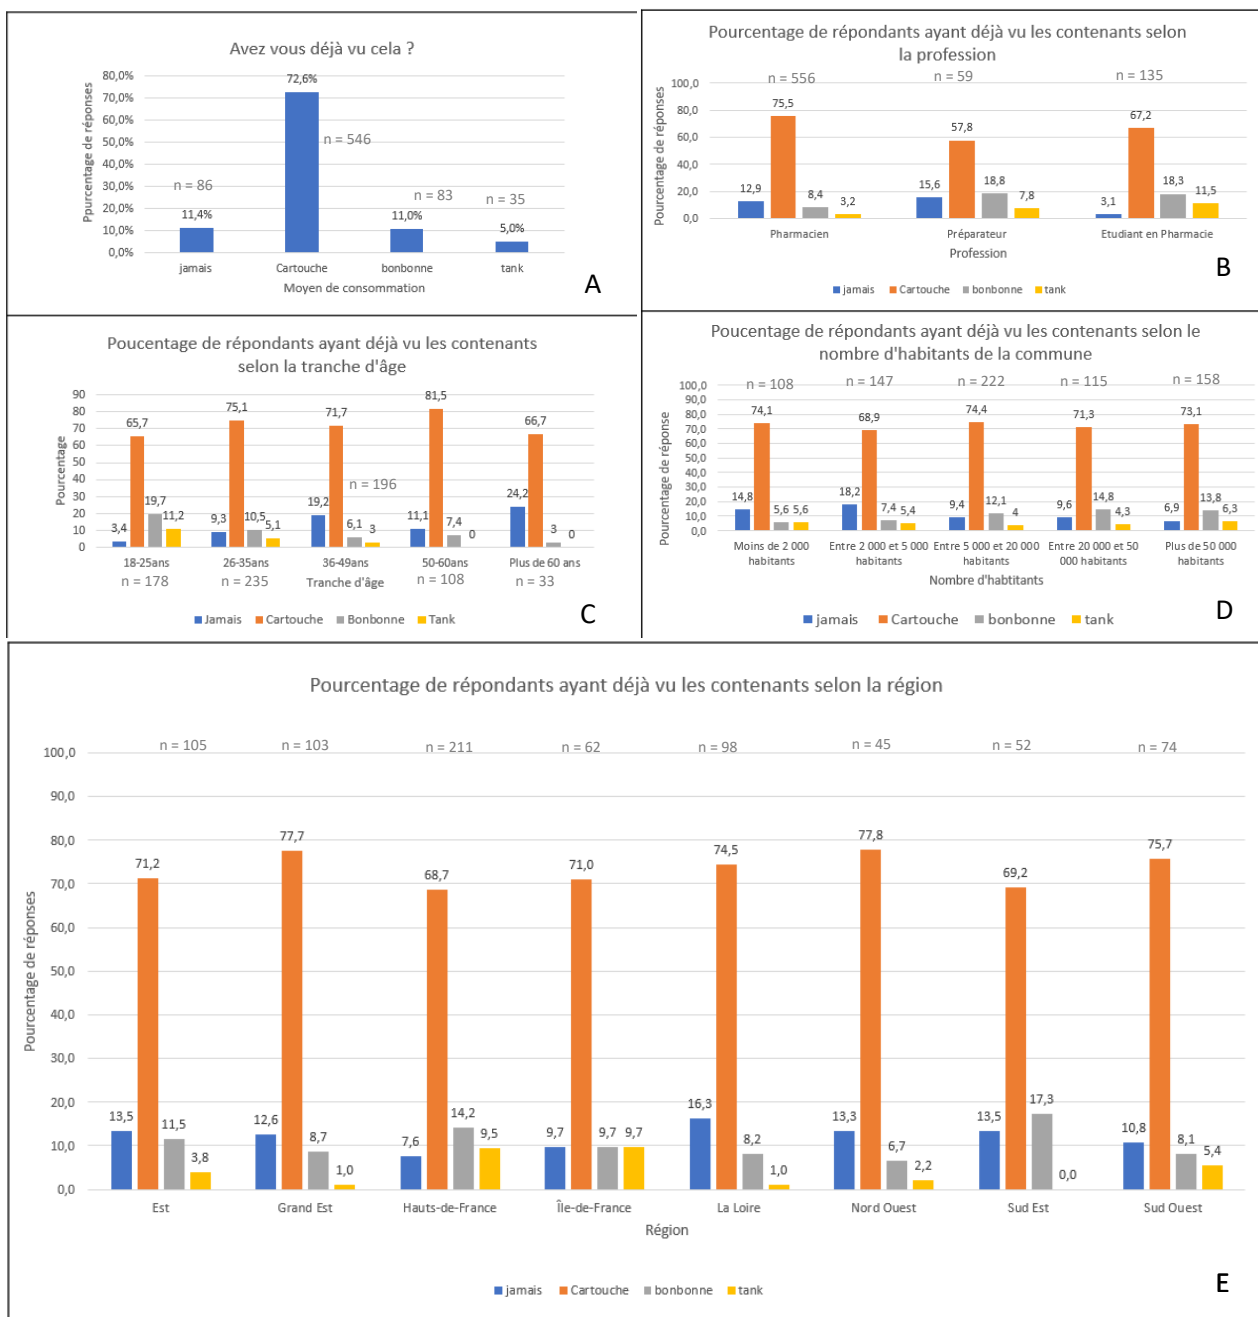 Avez vous déjà vu cela ?
Ppurcentage de réponses
80,0%
70,0%
60,0%
50,0%
40,0%
30,0%
20,0%
10,0%
0,0%
n = 86
11,4%
72,6%
n = 546
n = 83
11,0%
n = 35
5,0%
jamais Cartouche bonbonne tank
Moyen de consommation
A
Pourcentage de répondants ayant déjà vu les contenants selon
la profession
Pourcentage de réponses
100,0
80,0
60,0
40,0
20,0
0,0
n = 556 n = 59 n = 135
12,9 75,5 8,4 3,2
15,6 57,8 18,8 7,8
3,1 67,2 18,3 11,5
Pharmacien Préparateur Etudiant en Pharmacie
Profession
jamais Cartouche bonbonne tank
B
Poucentage de répondants ayant déjà vu les contenants
selon la tranche d'âge
Pourcentage
90
80
70
60
50
40
30
20
10
0
3,4 65,7 19,7 11,2
9,3 75,1 10,5 5,1
19,2 71,7 6,1 3
n = 196
11,1 81,5 7,4 0
24,2 66,7 3 0
18-25ans 26-35ans 36-49ans 50-60ans Plus de 60 ans
n = 178 n = 235 Tranche d'âge n = 108 n = 33
Jamais Cartouche Bonbonne Tank
C
Poucentage de répondants ayant déjà vu les contenants selon le
nombre d'habitants de la commune
Pourcentage de réponse
100,0
90,0
80,0
70,0
60,0
50,0
40,0
30,0
20,0
10,0
0,0
n = 108 n = 147 n = 222 n = 115 n = 158
14,8 74,1 5,6 5,6
18,2 68,9 7,4 5,4
9,4 74,4 12,1 4
9,6 71,3 14,8 4,3
6,9 73,1 13,8 6,3
Moins de 2 000 Entre 2 000 et 5 000 Entre 5 000 et 20 000 Entre 20 000 et 50 Plus de 50 000
habitants habitants habitants 000 habitants habitants
Nombre d'habtitants
jamais Cartouche bonbonne tank
D
Pourcentage de répondants ayant déjà vu les contenants selon la région
Pourcentage de réponses
100,0
90,0
80,0
70,0
60,0
50,0
40,0
30,0
20,0
10,0
0,0
n = 105 n = 103 n = 211 n = 62 n = 98 n = 45 n = 52 n = 74
13,5 71,2 11,5 3,8
12,6 77,7 8,7 1,0
7,6 68,7 14,2 9,5
9,7 71,0 9,7 9,7
16,3 74,5 8,2 1,0
13,3 77,8 6,7 2,2
13,5 69,2 17,3 0,0
10,8 75,7 8,1 5,4
Est Grand Est Hauts-de-France Île-de-France La Loire Nord Ouest Sud Est Sud Ouest
Région
jamais Cartouche bonbonne tank
E